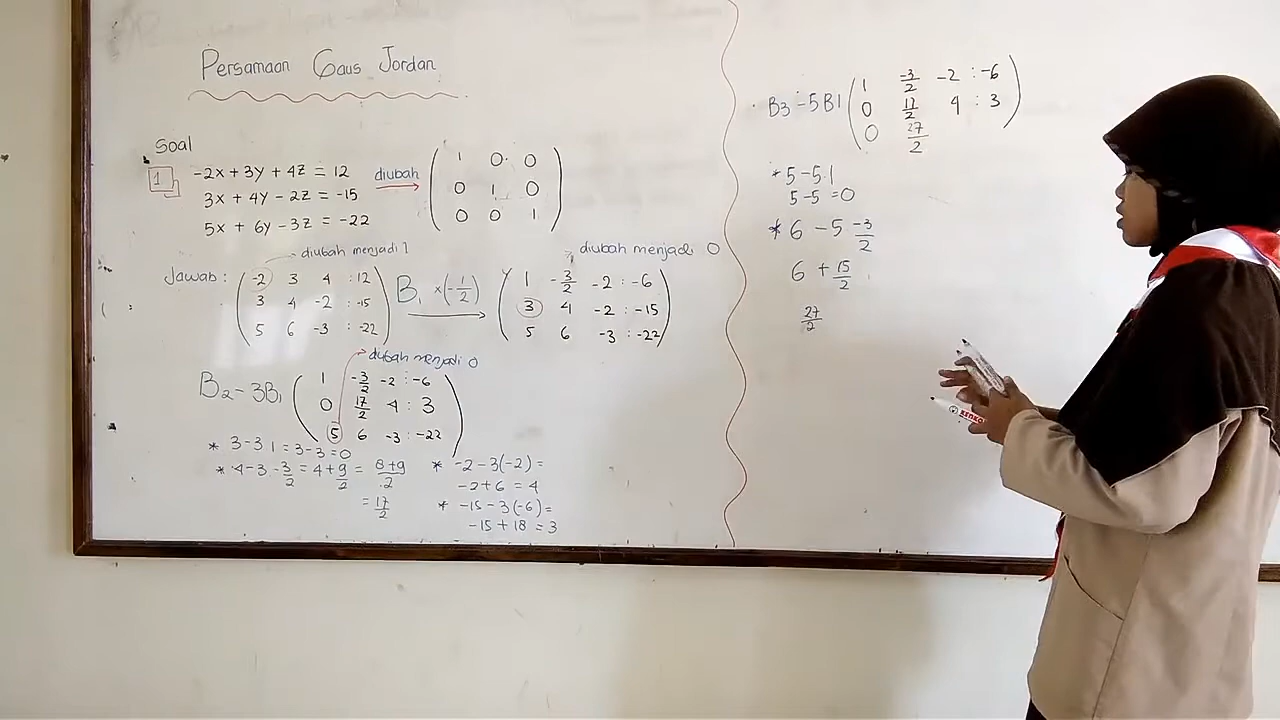 Persamaan Gaus Jordan
Soal
1
-2x + 3y + 4z = 12
3x + 4y - 2z = -15
5x + 6y - 3z = -22
diubah
1 0 0
0 1 0
0 0 1
diubah menjadi 1
Jawab :
-2 3 4 : 12
3 4 -2 : -15
5 6 -3 : -22
B1 × (-1/2)
diubah menjadi 0
1 -3/2 -2 : -6
3 4 -2 : -15
5 6 -3 : -22
diubah menjadi 0
B2 - 3B1
1 -3/2 -2 : -6
0 17/2 4 : 3
5 6 -3 : -22
* 3 - 3.1 = 3 - 3 = 0
* 4 - 3. -3/2 = 4 + 9/2 = 8+9/2
= 17/2
* -2 - 3(-2) =
-2 + 6 = 4
* -15 - 3(-6) =
-15 + 18 = 3
B3 - 5B1
1 -3/2 -2 : -6
0 17/2 4 : 3
0 27/2
* 5 - 5.1
5 - 5 = 0
* 6 - 5 -3/2
6 + 15/2
27/2